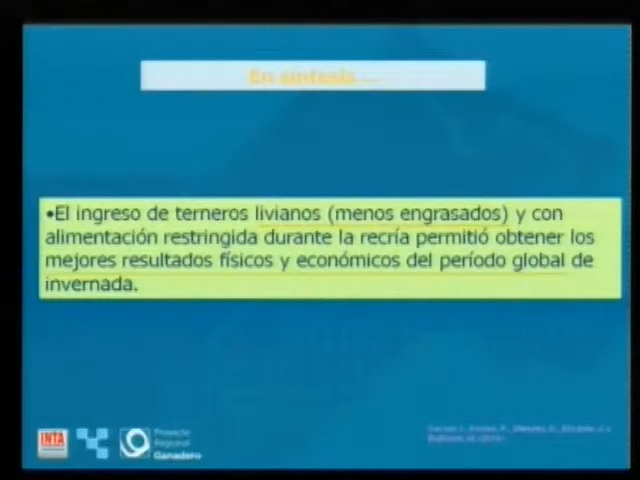 En síntesis...
•El ingreso de terneros livianos (menos engrasados) y con
alimentación restringida durante la recría permitió obtener los
mejores resultados físicos y económicos del período global de
invernada.
INTA
Proyecto
Regional
Ganadero